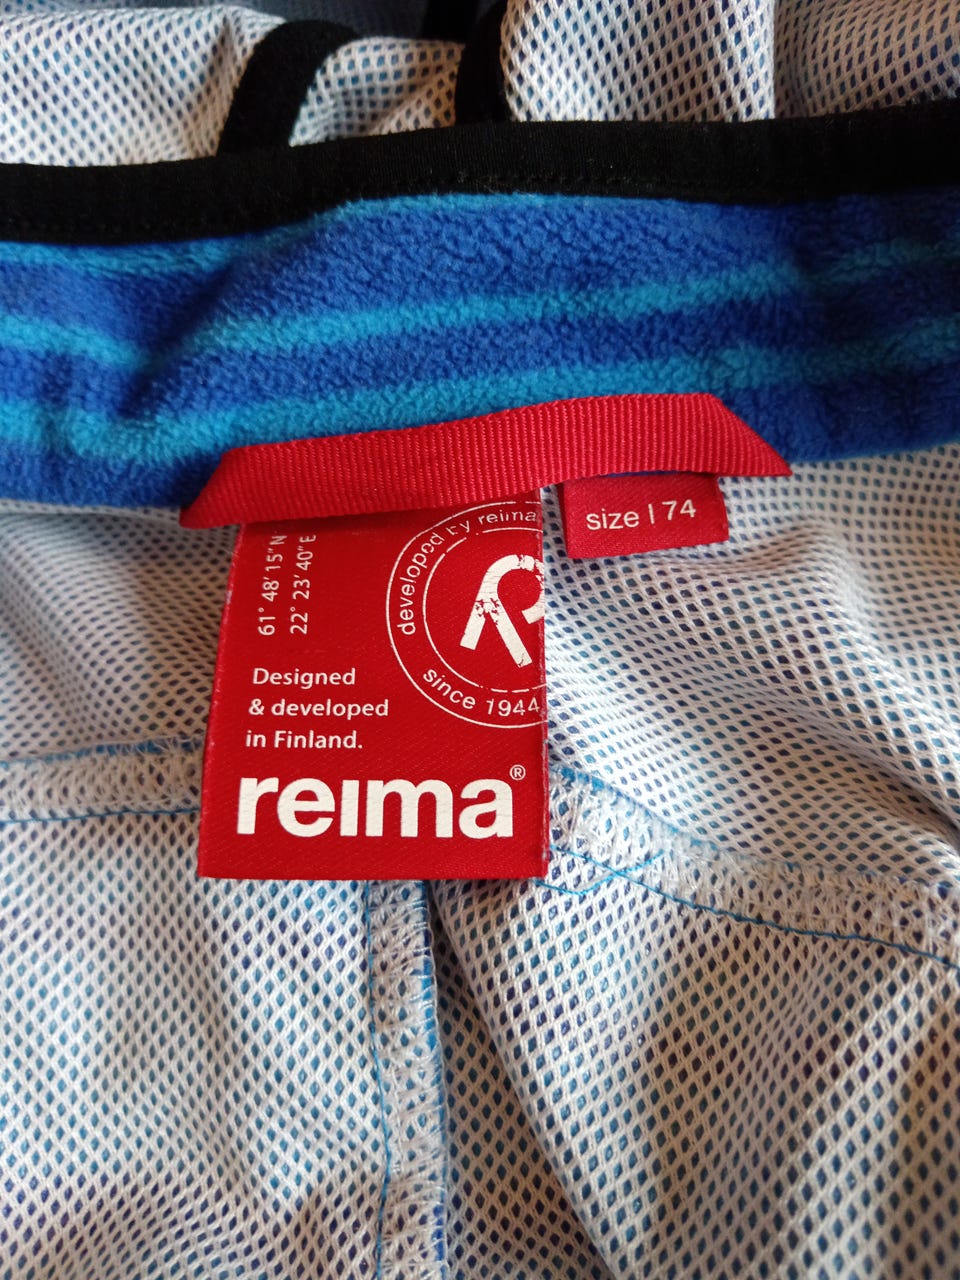 size | 74
61° 48' 15" N
22° 23' 40" E
developed by reima
since 1944
Designed
& developed
in Finland.
reima®